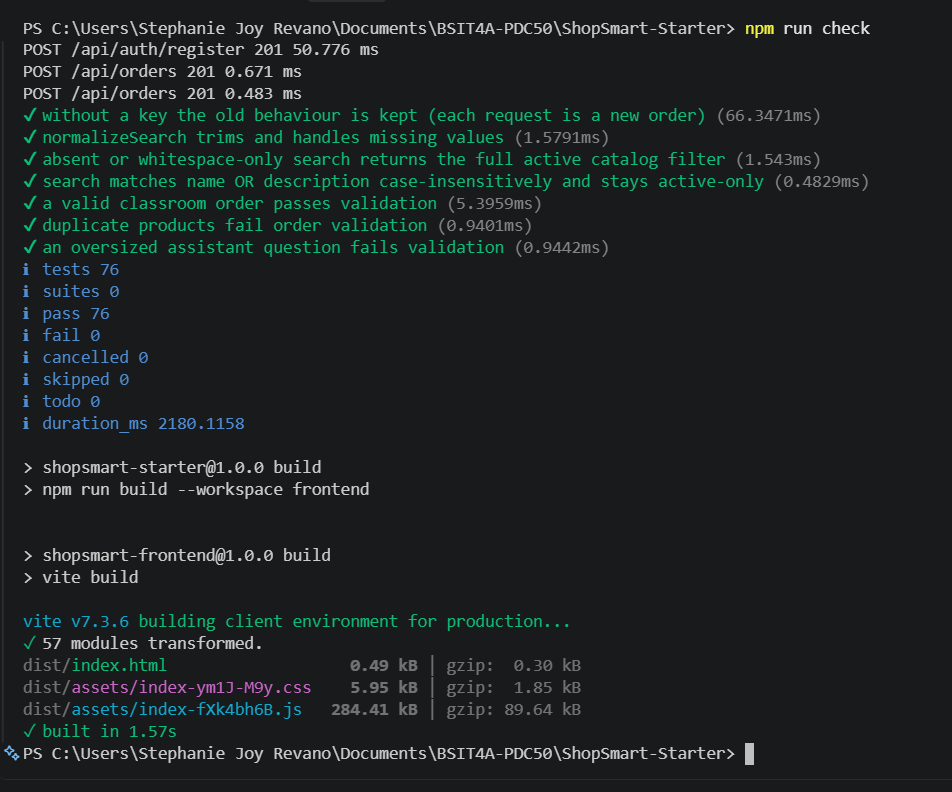 PS C:\Users\Stephanie Joy Revano\Documents\BSIT4A-PDC50\ShopSmart-Starter> npm run check
POST /api/auth/register 201 50.776 ms
POST /api/orders 201 0.671 ms
POST /api/orders 201 0.483 ms
✓ without a key the old behaviour is kept (each request is a new order) (66.3471ms)
✓ normalizeSearch trims and handles missing values (1.5791ms)
✓ absent or whitespace-only search returns the full active catalog filter (1.543ms)
✓ search matches name OR description case-insensitively and stays active-only (0.4829ms)
✓ a valid classroom order passes validation (5.3959ms)
✓ duplicate products fail order validation (0.9401ms)
✓ an oversized assistant question fails validation (0.9442ms)
ℹ tests 76
ℹ suites 0
ℹ pass 76
ℹ fail 0
ℹ cancelled 0
ℹ skipped 0
ℹ todo 0
ℹ duration_ms 2180.1158
> shopsmart-starter@1.0.0 build
> npm run build --workspace frontend
> shopsmart-frontend@1.0.0 build
> vite build
vite v7.3.6 building client environment for production...
✓ 57 modules transformed.
dist/index.html 0.49 kB │ gzip: 0.30 kB
dist/assets/index-ym1J-M9y.css 5.95 kB │ gzip: 1.85 kB
dist/assets/index-fXk4bh6B.js 284.41 kB │ gzip: 89.64 kB
✓ built in 1.57s
PS C:\Users\Stephanie Joy Revano\Documents\BSIT4A-PDC50\ShopSmart-Starter>